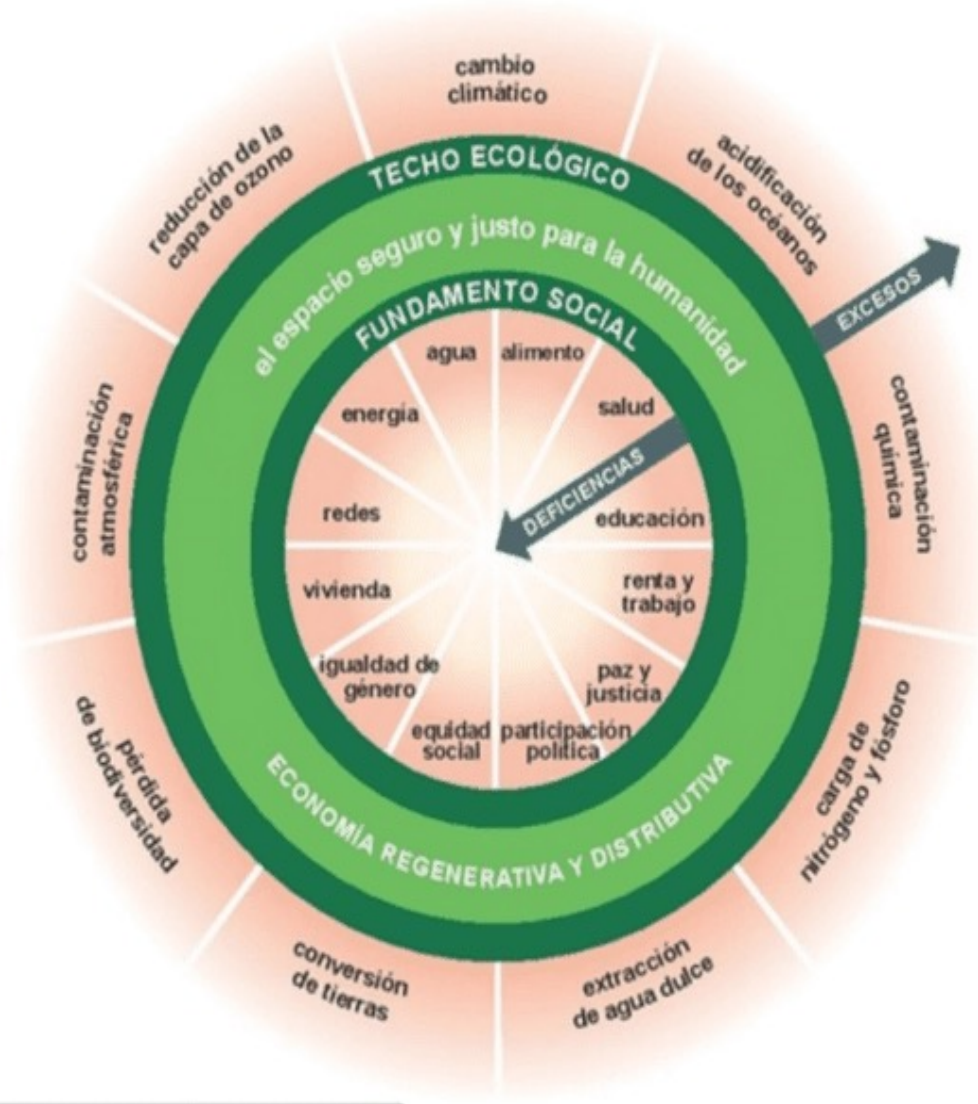 cambio
climático
acidificación
de los océanos
EXCESOS
contaminación
química
carga de
nitrógeno y fósforo
extracción
de agua dulce
conversión
de tierras
pérdida
de biodiversidad
contaminación
atmosférica
reducción de la
capa de ozono
TECHO ECOLÓGICO
el espacio seguro y justo para la humanidad
FUNDAMENTO SOCIAL
agua
alimento
salud
DEFICIENCIAS
educación
renta y
trabajo
paz y
justicia
participación
política
equidad
social
igualdad de
género
vivienda
redes
energía
ECONOMÍA REGENERATIVA Y DISTRIBUTIVA